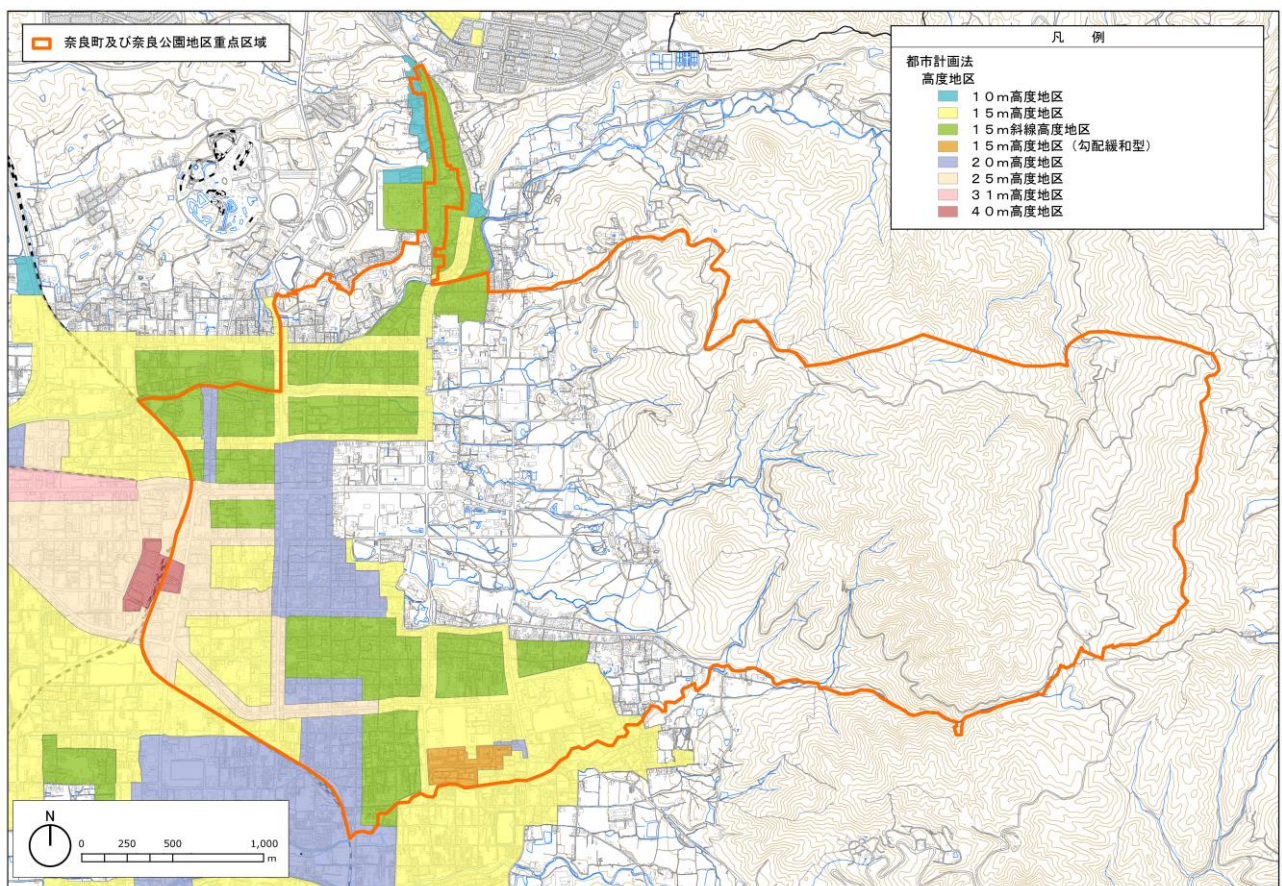 奈良町及び奈良公園地区重点区域
凡 例
都市計画法
高度地区
10m高度地区
15m高度地区
15m斜線高度地区
15m高度地区(勾配緩和型)
20m高度地区
25m高度地区
31m高度地区
40m高度地区
N
0 250 500 1,000
m